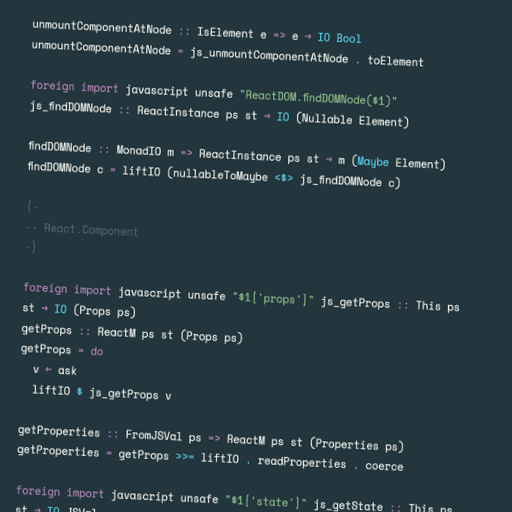 unmountComponentAtNode :: IsElement e => e → IO Bool
unmountComponentAtNode = js_unmountComponentAtNode . toElement
foreign import javascript unsafe "ReactDOM.findDOMNode($1)"
js_findDOMNode :: ReactInstance ps st → IO (Nullable Element)
findDOMNode :: MonadIO m => ReactInstance ps st → m (Maybe Element)
findDOMNode c = liftIO (nullableToMaybe <$> js_findDOMNode c)
{-
-- React.Component
-}
foreign import javascript unsafe "$1['props']" js_getProps :: This ps
st → IO (Props ps)
getProps :: ReactM ps st (Props ps)
getProps = do
v ← ask
liftIO $ js_getProps v
getProperties :: FromJSVal ps => ReactM ps st (Properties ps)
getProperties = getProps >>= liftIO . readProperties . coerce
foreign import javascript unsafe "$1['state']" js_getState :: This ps
st → IO JSVal